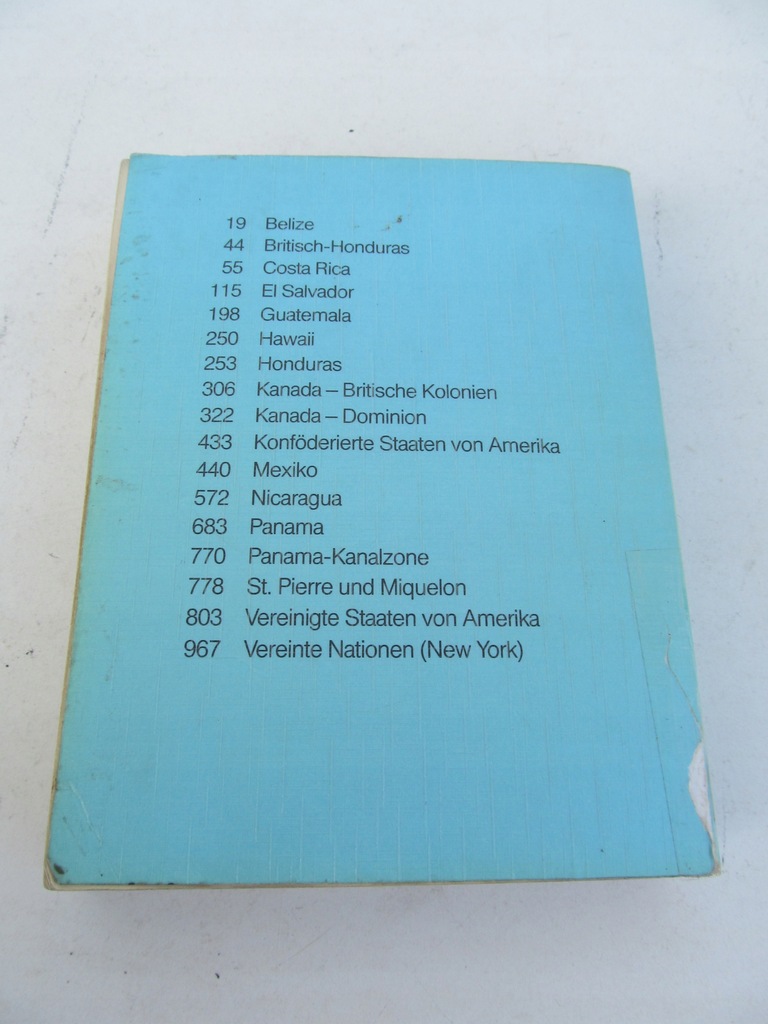 19 Belize
44 Britisch-Honduras
55 Costa Rica
115 El Salvador
198 Guatemala
250 Hawaii
253 Honduras
306 Kanada – Britische Kolonien
322 Kanada – Dominion
433 Konföderierte Staaten von Amerika
440 Mexiko
572 Nicaragua
683 Panama
770 Panama-Kanalzone
778 St. Pierre und Miquelon
803 Vereinigte Staaten von Amerika
967 Vereinte Nationen (New York)